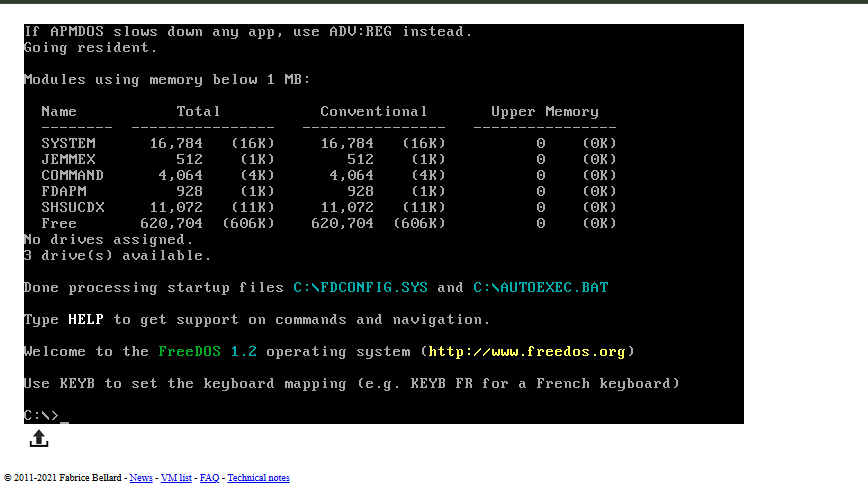 If APMDOS slows down any app, use ADV:REG instead.
Going resident.
Modules using memory below 1 MB:
Name Total Conventional Upper Memory
-------- ---------------- ---------------- ----------------
SYSTEM 16,784 (16K) 16,784 (16K) 0 (0K)
JEMMEX 512 (1K) 512 (1K) 0 (0K)
COMMAND 4,064 (4K) 4,064 (4K) 0 (0K)
FDAPM 928 (1K) 928 (1K) 0 (0K)
SHSUCDX 11,072 (11K) 11,072 (11K) 0 (0K)
Free 620,704 (606K) 620,704 (606K) 0 (0K)
No drives assigned.
3 drive(s) available.
Done processing startup files C:\FDCONFIG.SYS and C:\AUTOEXEC.BAT
Type HELP to get support on commands and navigation.
Welcome to the FreeDOS 1.2 operating system (http://www.freedos.org)
Use KEYB to set the keyboard mapping (e.g. KEYB FR for a French keyboard)
C:\>_
© 2011-2021 Fabrice Bellard - News - VM list - FAQ - Technical notes